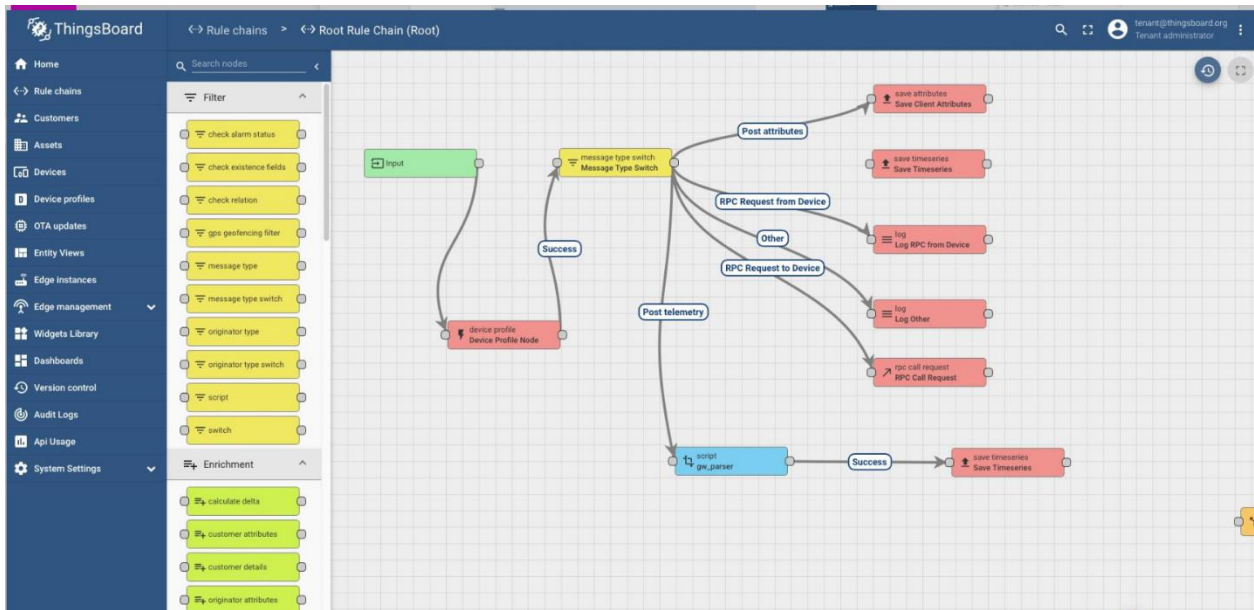 ThingsBoard
Rule chains > Root Rule Chain (Root)
tenant@thingsboard.org
Tenant administrator
Home
Rule chains
Customers
Assets
Devices
Device profiles
OTA updates
Entity Views
Edge instances
Edge management
Widgets Library
Dashboards
Version control
Audit Logs
Api Usage
System Settings
Search nodes
Filter
check alarm status
check existence fields
check relation
gps geofencing filter
message type
message type switch
originator type
originator type switch
script
switch
Enrichment
calculate delta
customer attributes
customer details
originator attributes
Input
device profile
Device Profile Node
Success
message type switch
Message Type Switch
Post attributes
RPC Request from Device
Other
RPC Request to Device
Post telemetry
save attributes
Save Client Attributes
save timeseries
Save Timeseries
log
Log RPC from Device
log
Log Other
rpc call request
RPC Call Request
script
gw_parser
Success
save timeseries
Save Timeseries